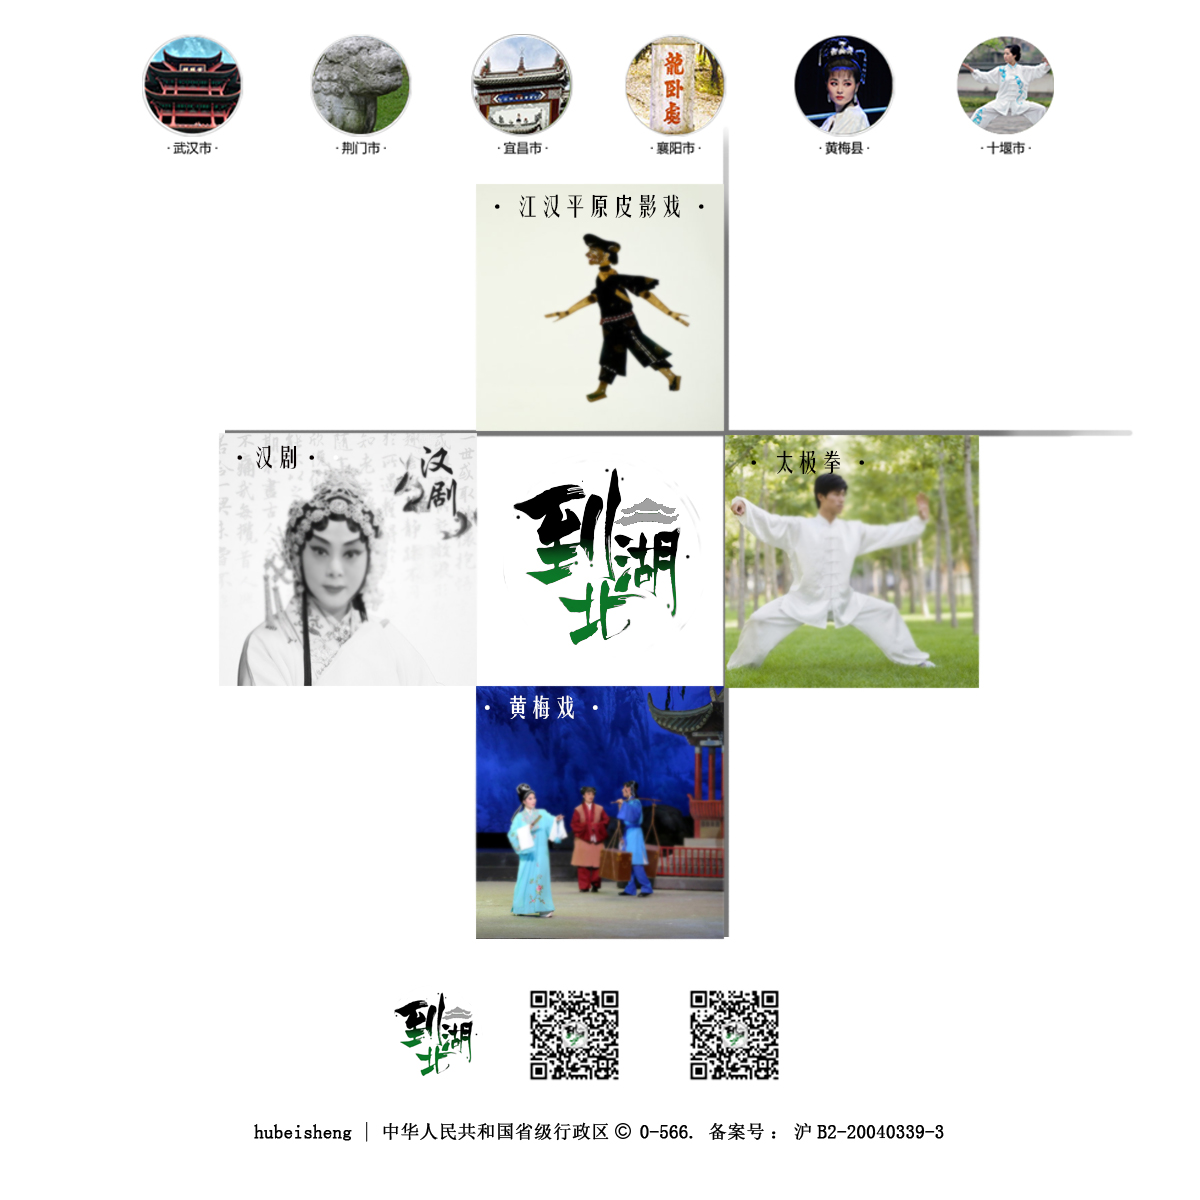 · 武汉市 ·
· 荆门市 ·
· 宜昌市 ·
· 襄阳市 ·
· 黄梅县 ·
· 十堰市 ·
龍卧處
· 江汉平原皮影戏 ·
· 汉剧 ·
汉剧
到湖北
· 太极拳 ·
· 黄梅戏 ·
到湖北
hubeisheng | 中华人民共和国省级行政区 © 0-566. 备案号： 沪 B2-20040339-3